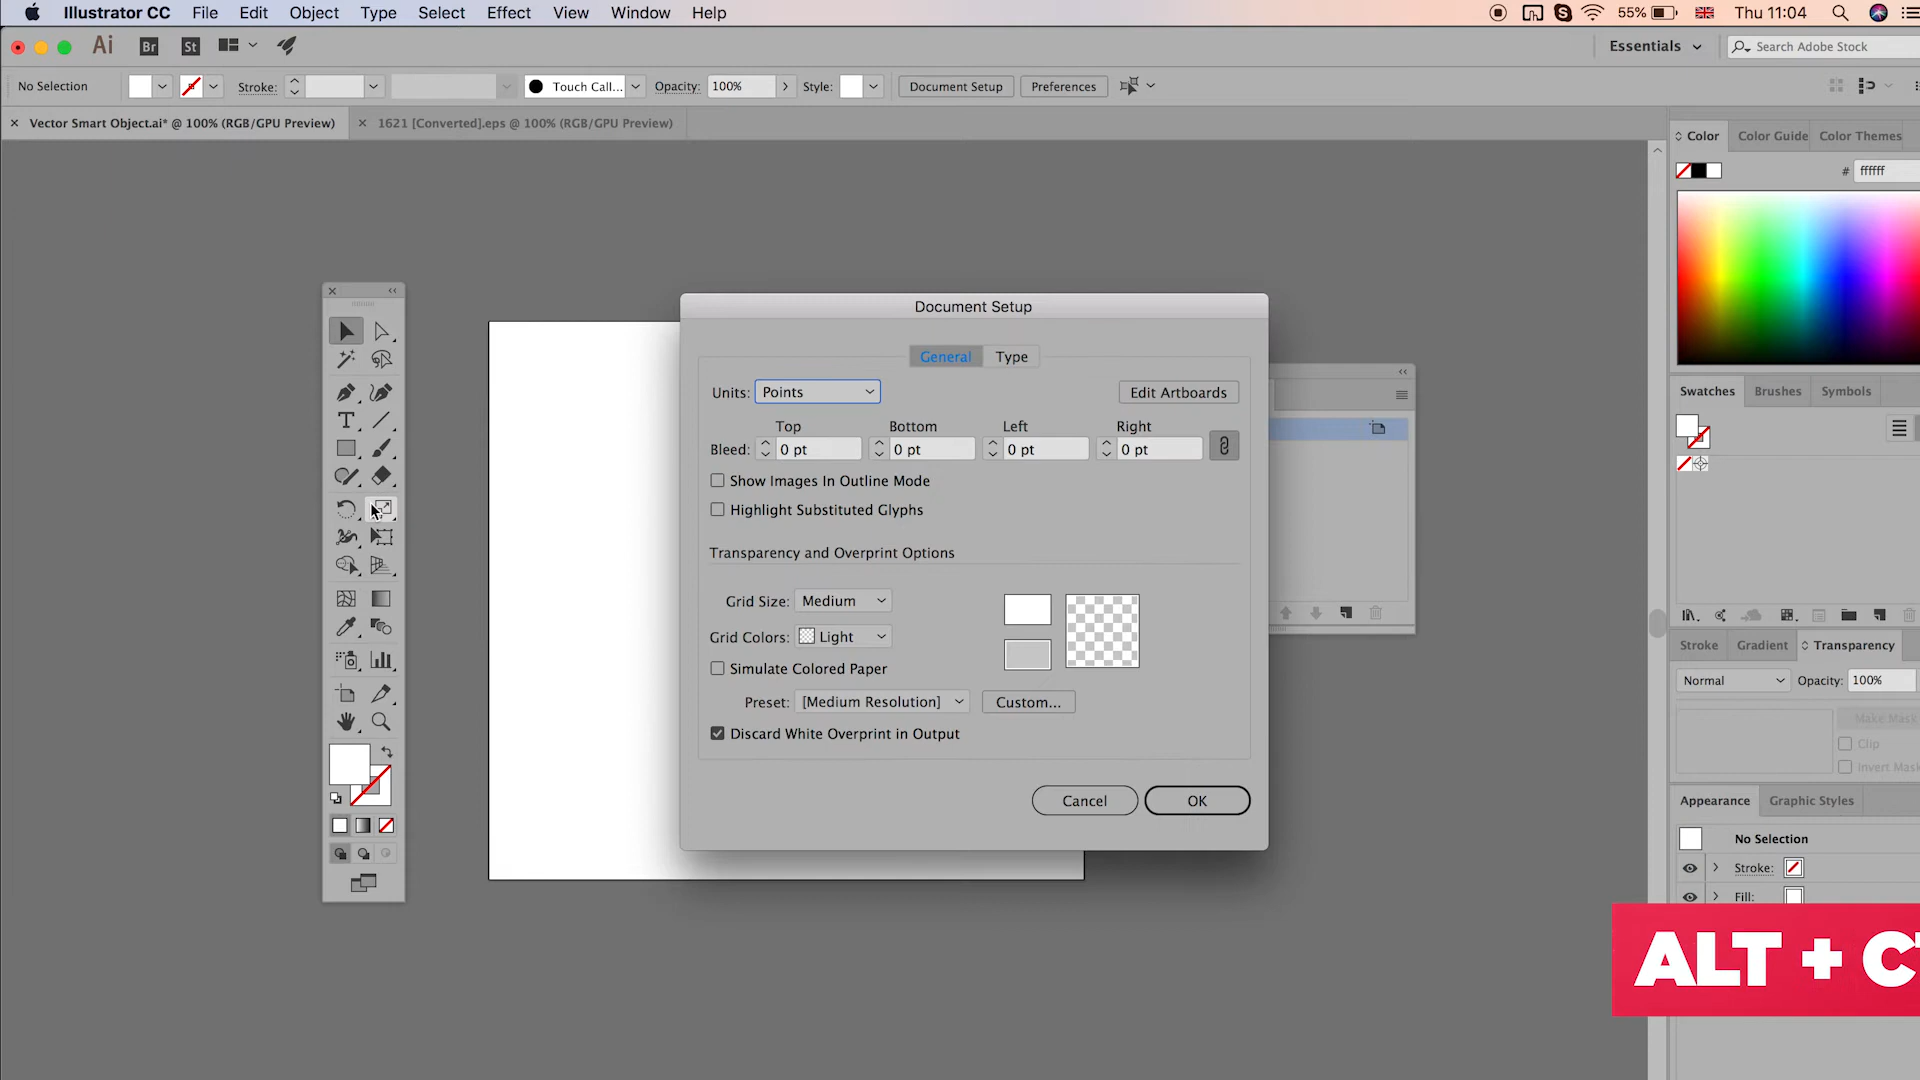 Illustrator CC File Edit Object Type Select Effect View Window Help 55% Thu 11:04
Ai Br St Essentials Search Adobe Stock
No Selection Stroke: Touch Call... Opacity: 100% Style: Document Setup Preferences
Vector Smart Object.ai* @ 100% (RGB/GPU Preview) 1621 [Converted].eps @ 100% (RGB/GPU Preview)
Color Color Guide Color Themes
# ffffff
Document Setup
General Type
Units: Points Edit Artboards
Top Bottom Left Right
Bleed: 0 pt 0 pt 0 pt 0 pt
Show Images In Outline Mode
Highlight Substituted Glyphs
Transparency and Overprint Options
Grid Size: Medium
Grid Colors: Light
Simulate Colored Paper
Preset: [Medium Resolution] Custom...
Discard White Overprint in Output
Cancel OK
Swatches Brushes Symbols
Stroke Gradient Transparency
Normal Opacity: 100%
Make Mask
Clip
Invert Mask
Appearance Graphic Styles
No Selection
Stroke:
Fill:
ALT + C